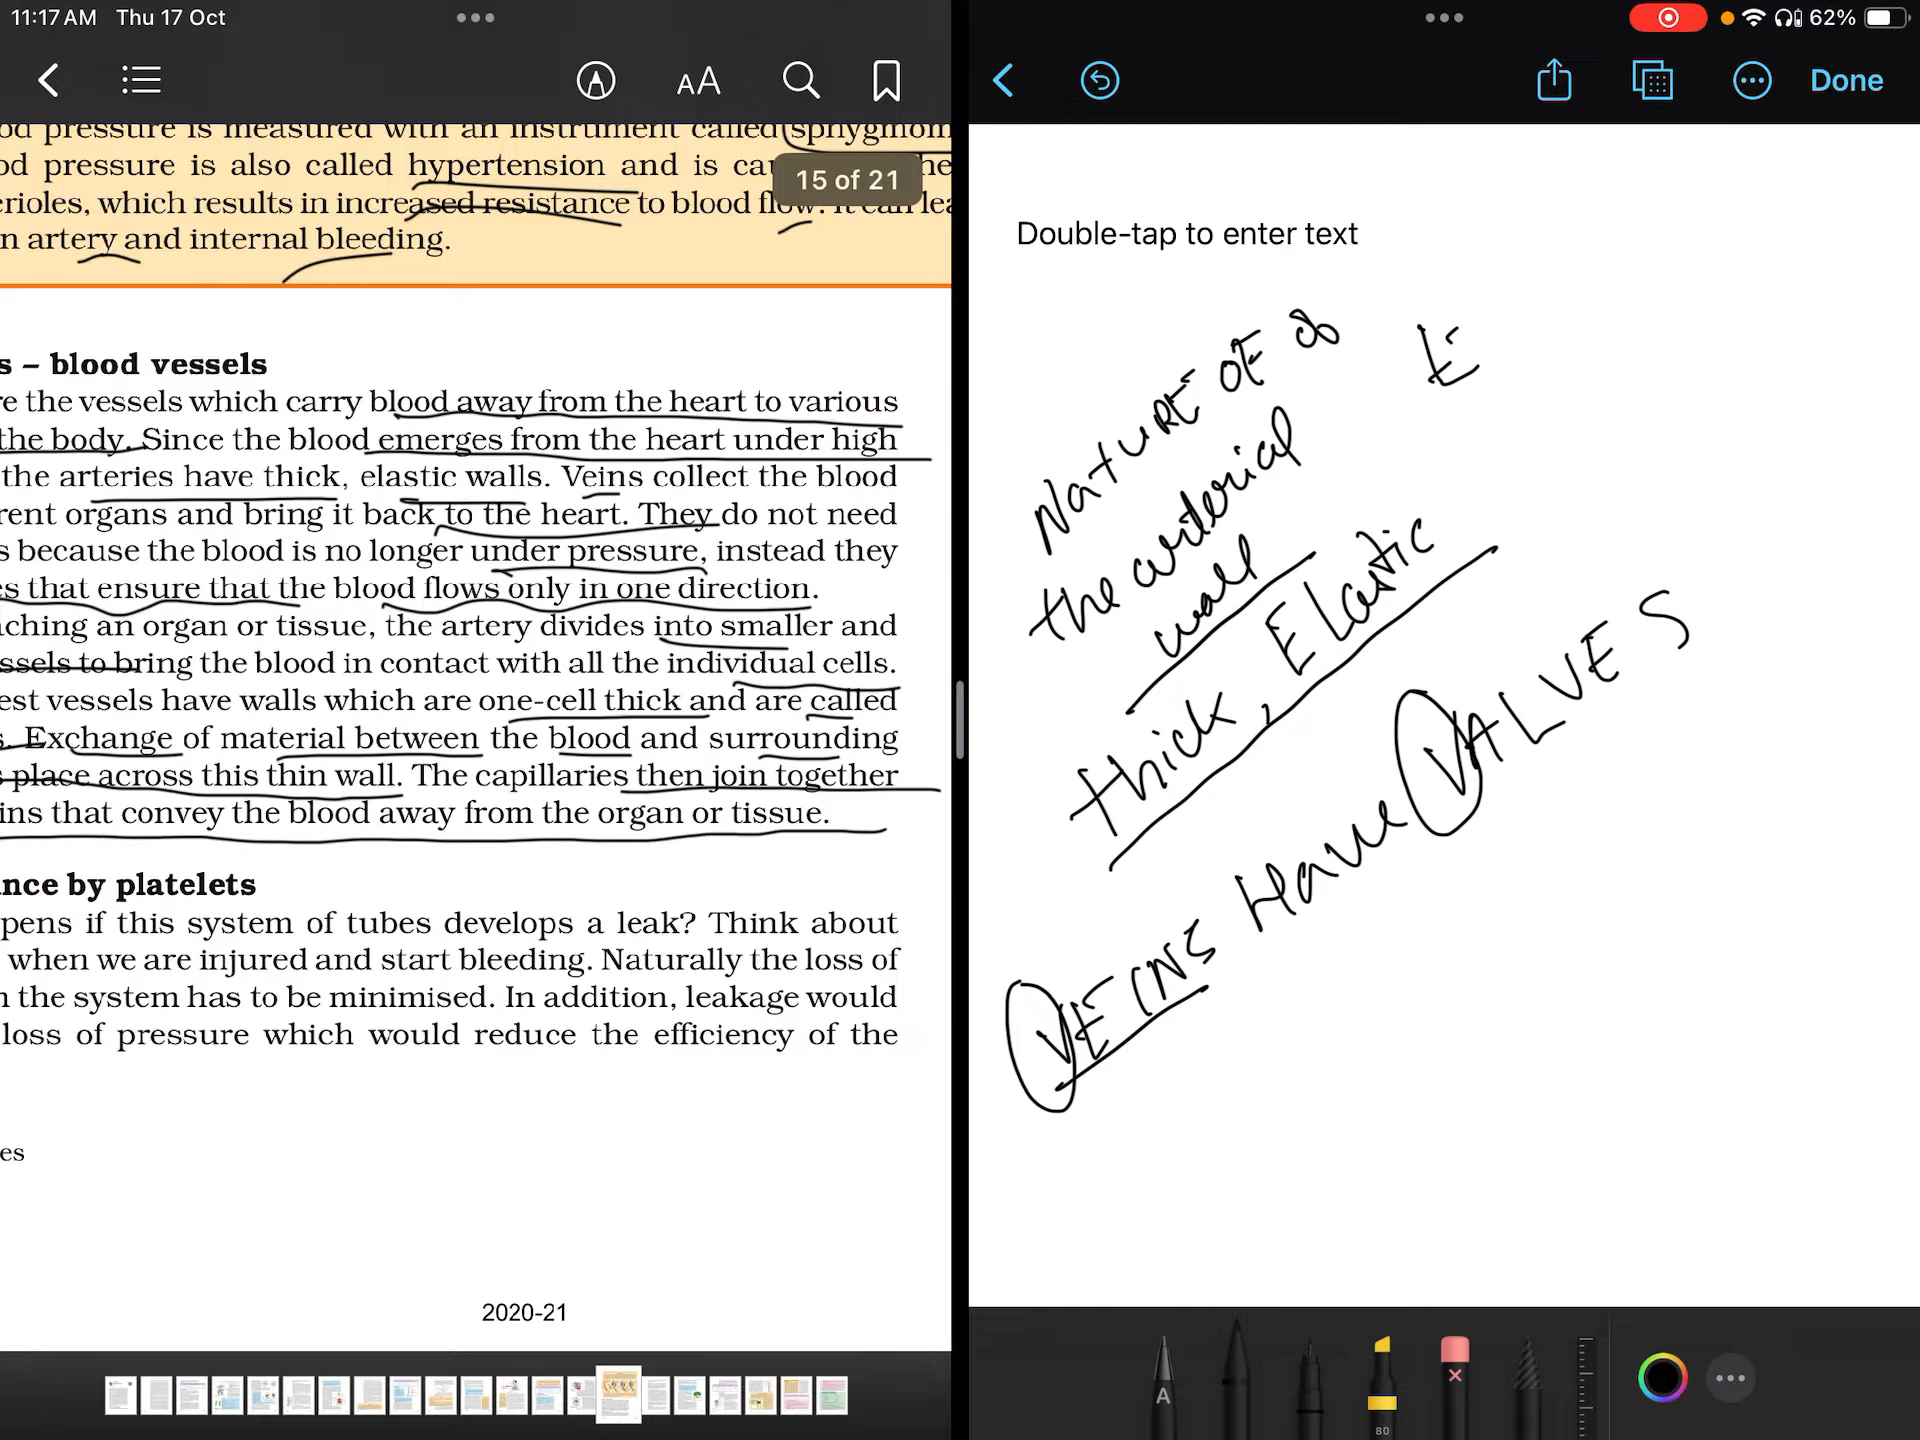 11:17 AM Thu 17 Oct
62%
AA
15 of 21
od pressure is measured with an instrument called sphygmom
od pressure is also called hypertension and is cau he
erioles, which results in increased resistance to blood flow. It can lea
n artery and internal bleeding.
s – blood vessels
re the vessels which carry blood away from the heart to various
the body. Since the blood emerges from the heart under high
the arteries have thick, elastic walls. Veins collect the blood
rent organs and bring it back to the heart. They do not need
s because the blood is no longer under pressure, instead they
es that ensure that the blood flows only in one direction.
aching an organ or tissue, the artery divides into smaller and
ssels to bring the blood in contact with all the individual cells.
est vessels have walls which are one-cell thick and are called
s. Exchange of material between the blood and surrounding
s place across this thin wall. The capillaries then join together
ins that convey the blood away from the organ or tissue.
ance by platelets
pens if this system of tubes develops a leak? Think about
when we are injured and start bleeding. Naturally the loss of
n the system has to be minimised. In addition, leakage would
loss of pressure which would reduce the efficiency of the
es
2020-21
Done
Double-tap to enter text
NatURE OF
the arterial
wall
thick, Elastic
VEINS Have VALVES
A
80